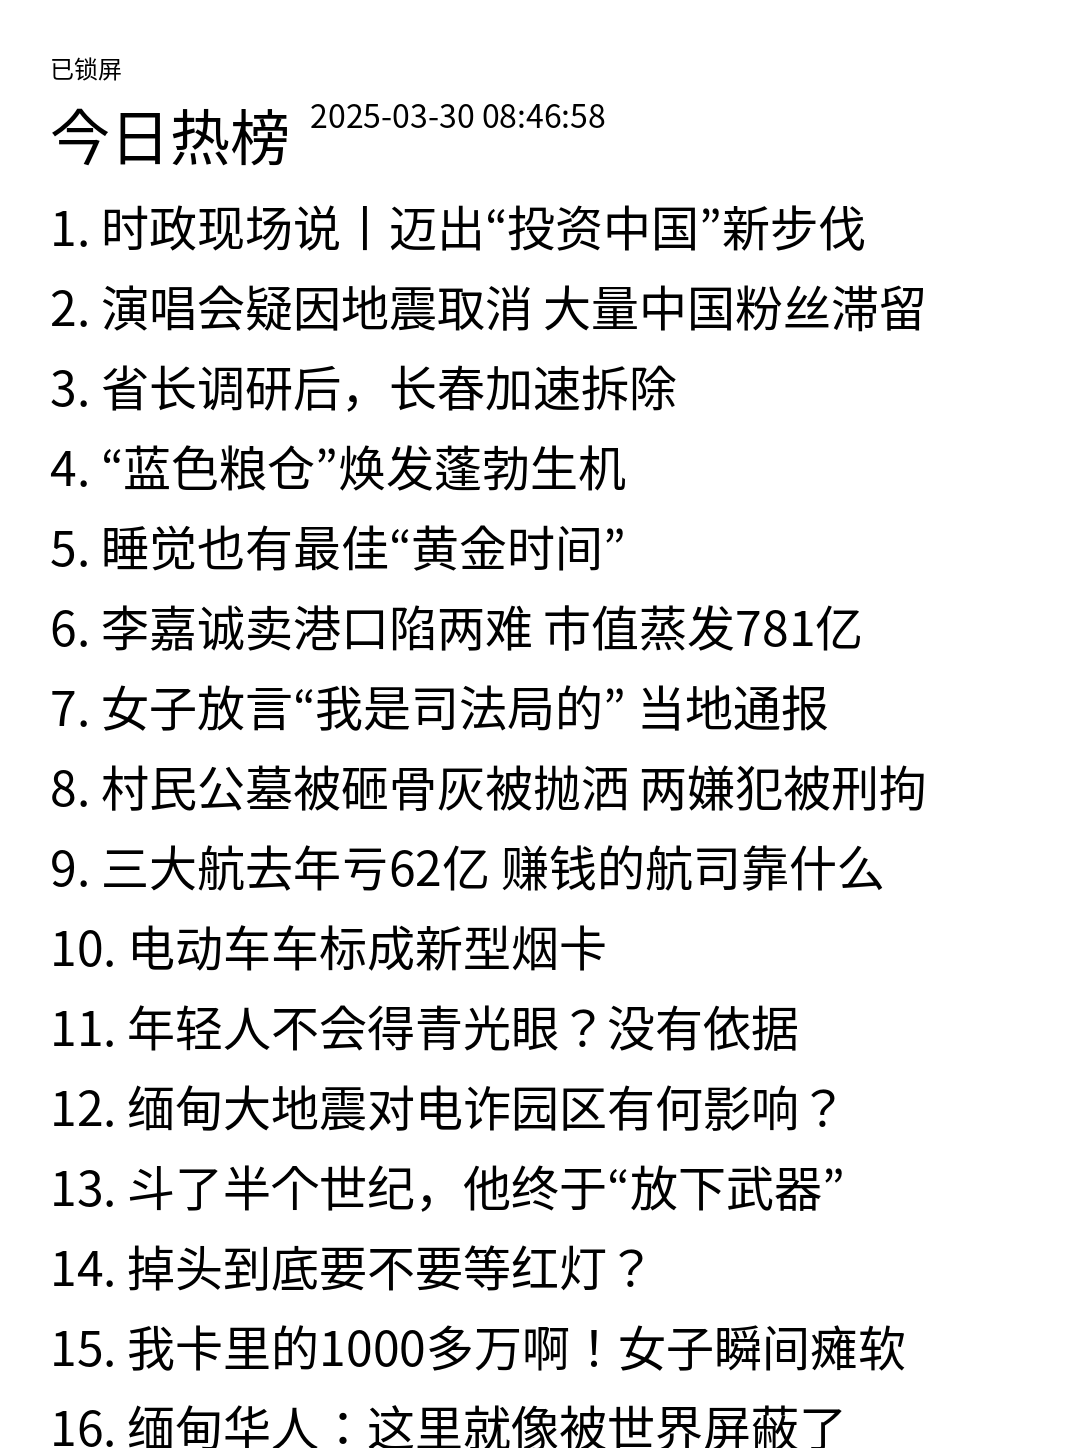 已锁屏
今日热榜 2025-03-30 08:46:58
1. 时政现场说丨迈出“投资中国”新步伐
2. 演唱会疑因地震取消 大量中国粉丝滞留
3. 省长调研后，长春加速拆除
4. “蓝色粮仓”焕发蓬勃生机
5. 睡觉也有最佳“黄金时间”
6. 李嘉诚卖港口陷两难 市值蒸发781亿
7. 女子放言“我是司法局的” 当地通报
8. 村民公墓被砸骨灰被抛洒 两嫌犯被刑拘
9. 三大航去年亏62亿 赚钱的航司靠什么
10. 电动车车标成新型烟卡
11. 年轻人不会得青光眼？没有依据
12. 缅甸大地震对电诈园区有何影响？
13. 斗了半个世纪，他终于“放下武器”
14. 掉头到底要不要等红灯？
15. 我卡里的1000多万啊！女子瞬间瘫软
16. 缅甸华人：这里就像被世界屏蔽了